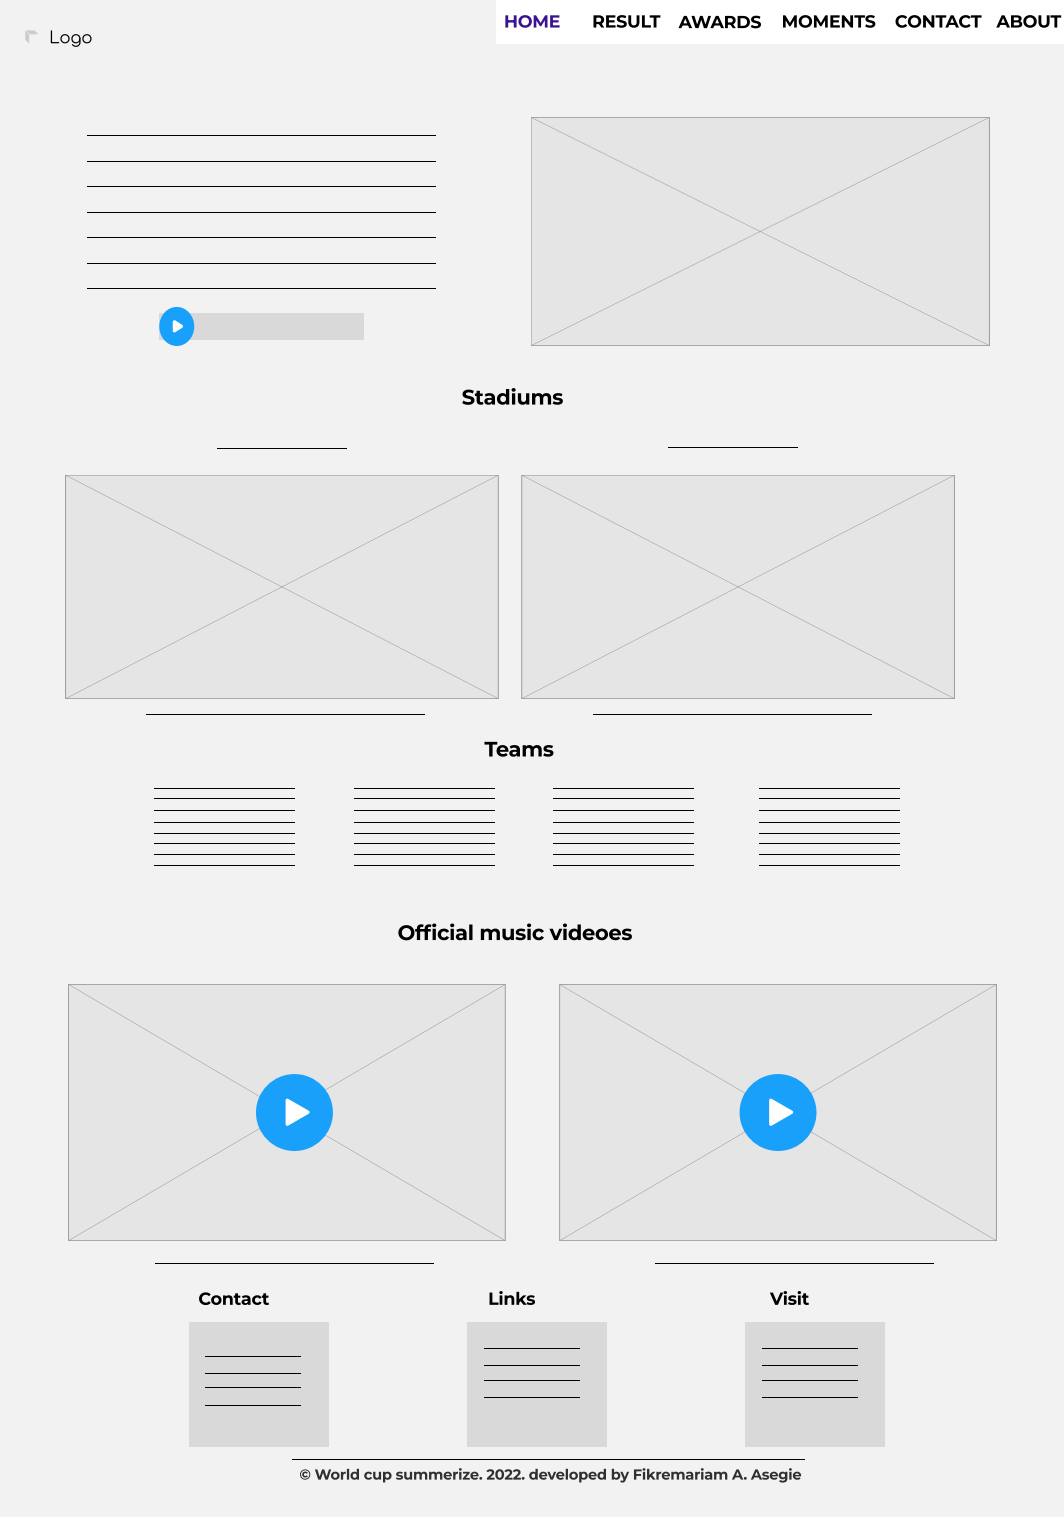 Logo
HOME RESULT AWARDS MOMENTS CONTACT ABOUT
Stadiums
Teams
Official music videoes
Contact Links Visit
© World cup summerize. 2022. developed by Fikremariam A. Asegie